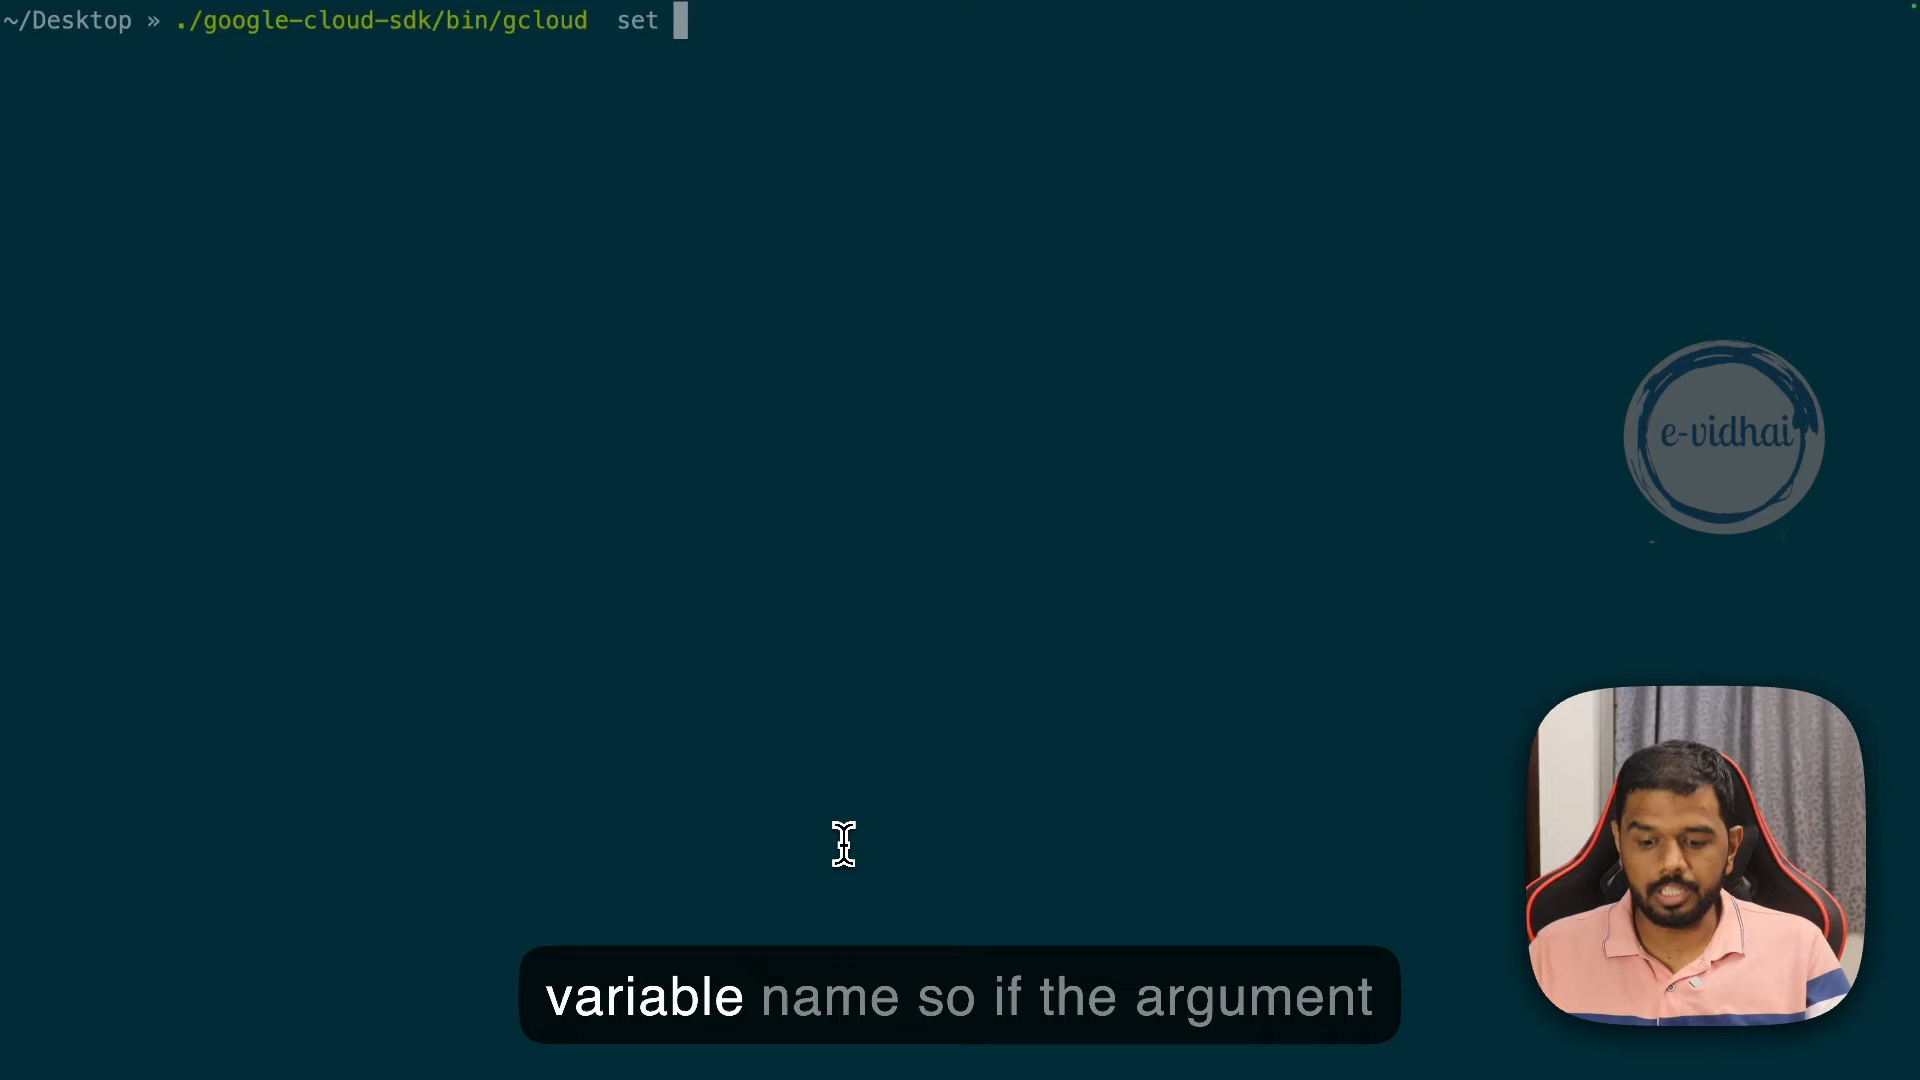 ~/Desktop » ./google-cloud-sdk/bin/gcloud  set
e-vidhai
variable name so if the argument